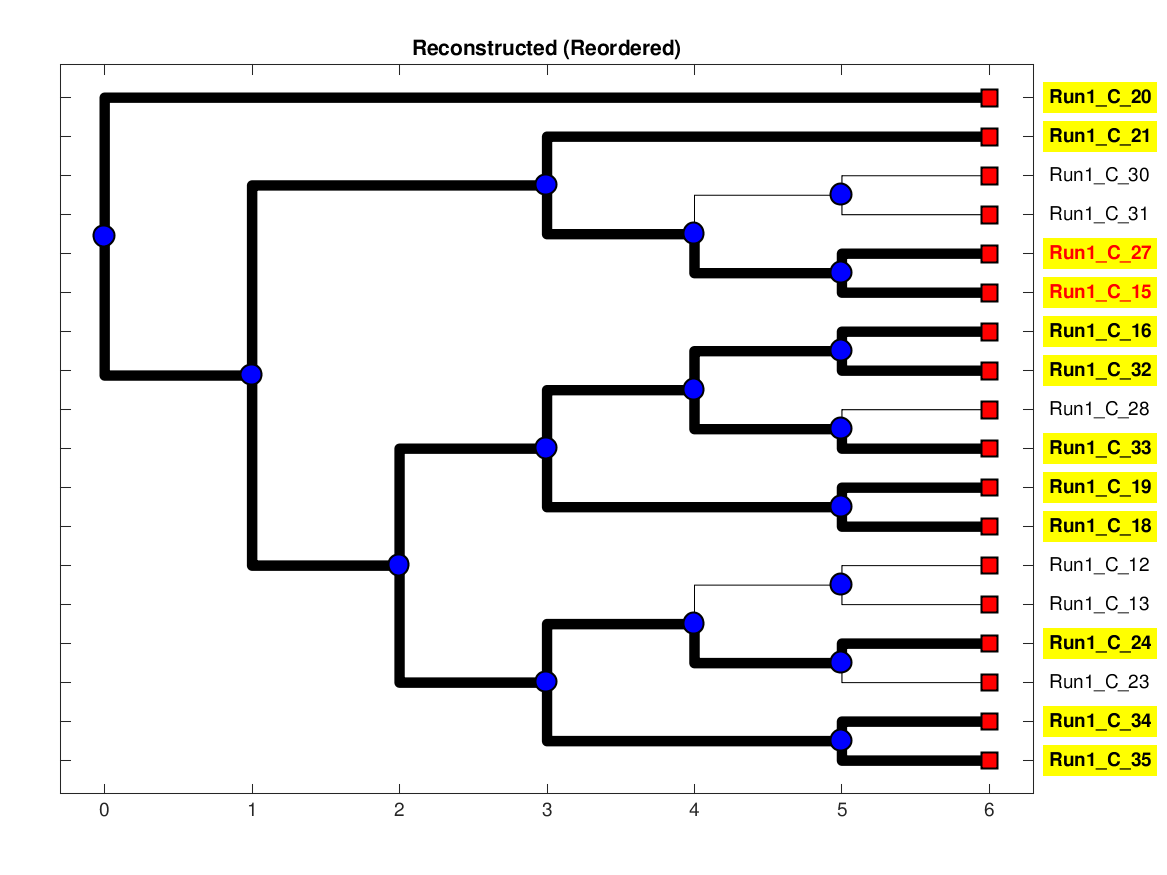 Reconstructed (Reordered)
Run1_C_20
Run1_C_21
Run1_C_30
Run1_C_31
Run1_C_27
Run1_C_15
Run1_C_16
Run1_C_32
Run1_C_28
Run1_C_33
Run1_C_19
Run1_C_18
Run1_C_12
Run1_C_13
Run1_C_24
Run1_C_23
Run1_C_34
Run1_C_35
0 1 2 3 4 5 6